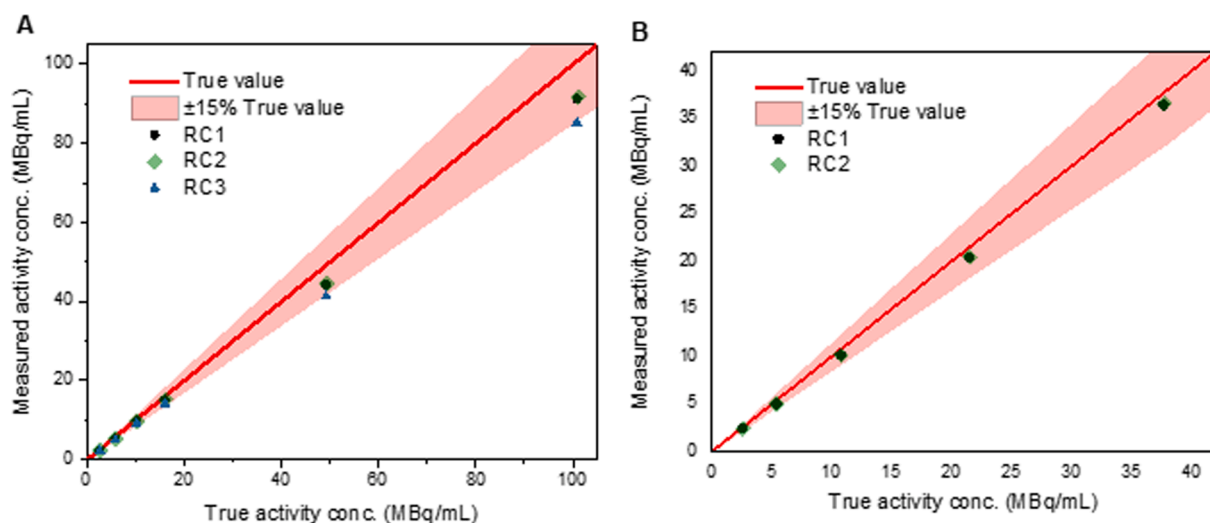 A
Measured activity conc. (MBq/mL)
100
80
60
40
20
0
True value
±15% True value
RC1
RC2
RC3
0 20 40 60 80 100
True activity conc. (MBq/mL)
B
Measured activity conc. (MBq/mL)
40
35
30
25
20
15
10
5
0
True value
±15% True value
RC1
RC2
0 5 10 15 20 25 30 35 40
True activity conc. (MBq/mL)